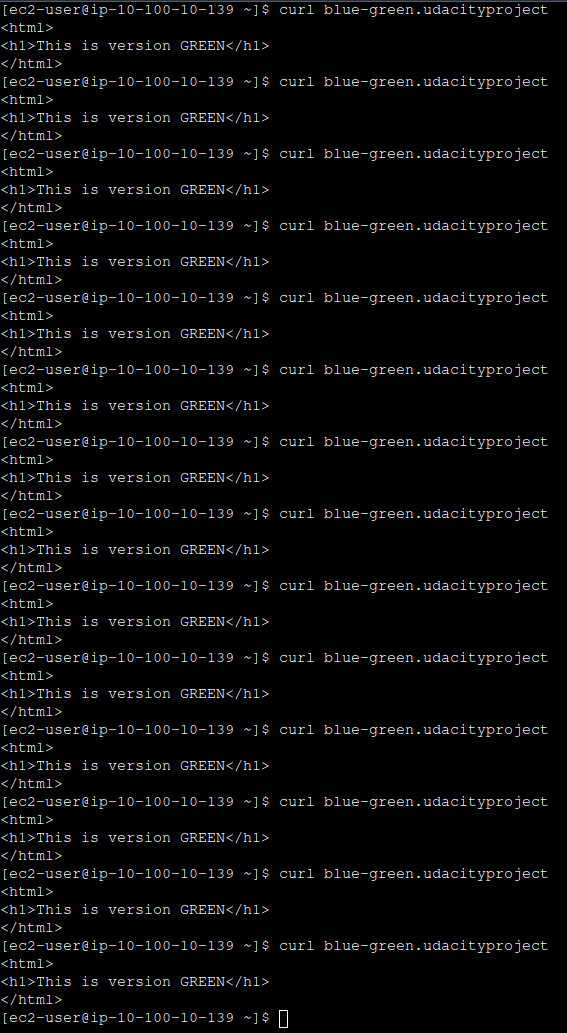 [ec2-user@ip-10-100-10-139 ~]$ curl blue-green.udacityproject
<html>
<h1>This is version GREEN</h1>
</html>
[ec2-user@ip-10-100-10-139 ~]$ curl blue-green.udacityproject
<html>
<h1>This is version GREEN</h1>
</html>
[ec2-user@ip-10-100-10-139 ~]$ curl blue-green.udacityproject
<html>
<h1>This is version GREEN</h1>
</html>
[ec2-user@ip-10-100-10-139 ~]$ curl blue-green.udacityproject
<html>
<h1>This is version GREEN</h1>
</html>
[ec2-user@ip-10-100-10-139 ~]$ curl blue-green.udacityproject
<html>
<h1>This is version GREEN</h1>
</html>
[ec2-user@ip-10-100-10-139 ~]$ curl blue-green.udacityproject
<html>
<h1>This is version GREEN</h1>
</html>
[ec2-user@ip-10-100-10-139 ~]$ curl blue-green.udacityproject
<html>
<h1>This is version GREEN</h1>
</html>
[ec2-user@ip-10-100-10-139 ~]$ curl blue-green.udacityproject
<html>
<h1>This is version GREEN</h1>
</html>
[ec2-user@ip-10-100-10-139 ~]$ curl blue-green.udacityproject
<html>
<h1>This is version GREEN</h1>
</html>
[ec2-user@ip-10-100-10-139 ~]$ curl blue-green.udacityproject
<html>
<h1>This is version GREEN</h1>
</html>
[ec2-user@ip-10-100-10-139 ~]$ curl blue-green.udacityproject
<html>
<h1>This is version GREEN</h1>
</html>
[ec2-user@ip-10-100-10-139 ~]$ curl blue-green.udacityproject
<html>
<h1>This is version GREEN</h1>
</html>
[ec2-user@ip-10-100-10-139 ~]$ curl blue-green.udacityproject
<html>
<h1>This is version GREEN</h1>
</html>
[ec2-user@ip-10-100-10-139 ~]$ curl blue-green.udacityproject
<html>
<h1>This is version GREEN</h1>
</html>
[ec2-user@ip-10-100-10-139 ~]$